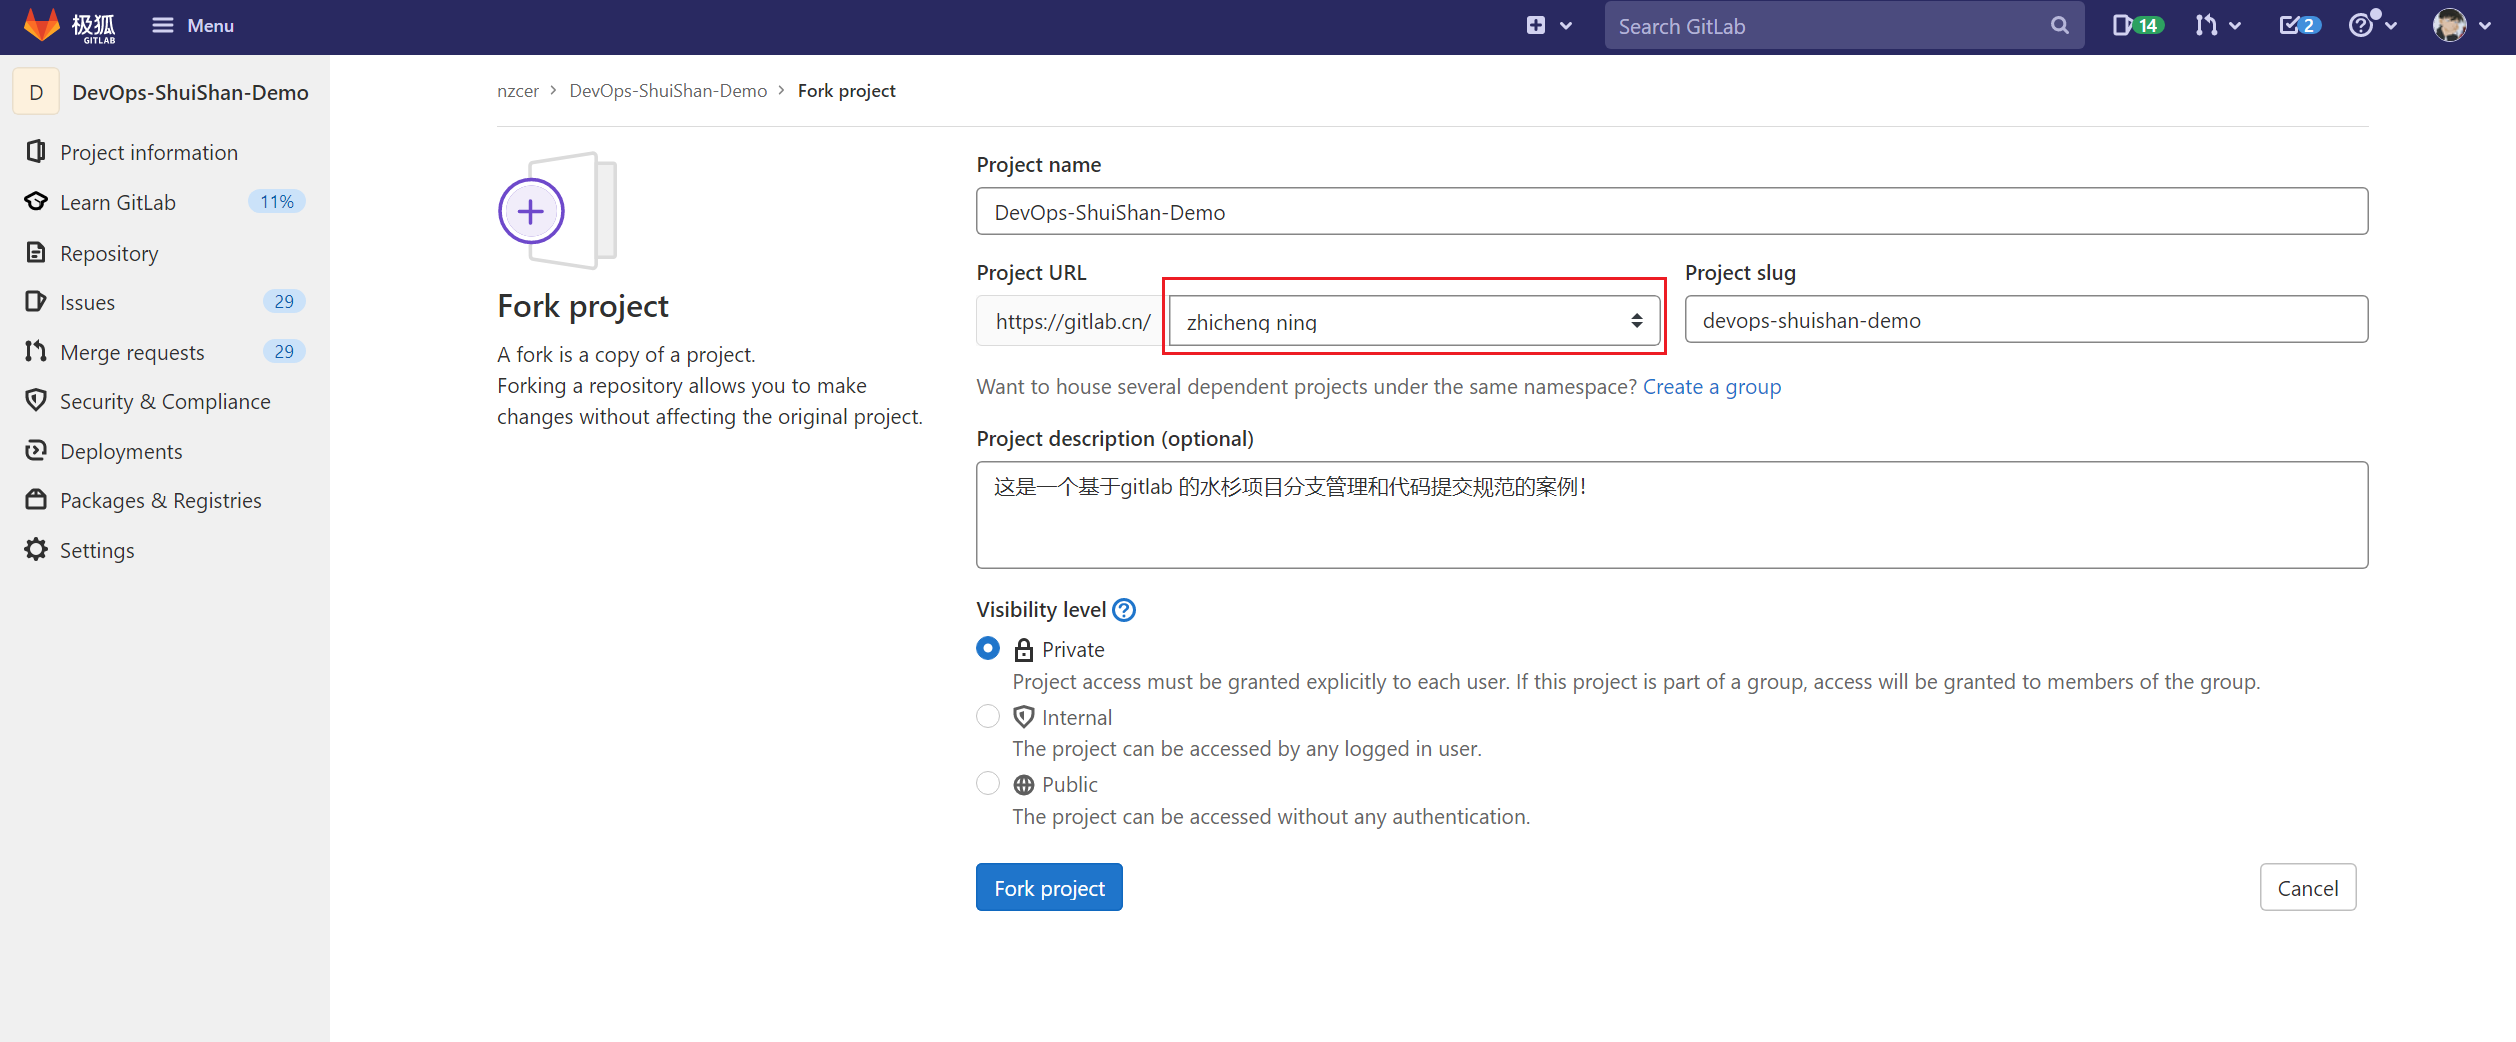 极狐
GITLAB
Menu
Search GitLab
14
2
D
DevOps-ShuiShan-Demo
Project information
Learn GitLab
11%
Repository
Issues
29
Merge requests
29
Security & Compliance
Deployments
Packages & Registries
Settings
nzcer > DevOps-ShuiShan-Demo > Fork project
Fork project
A fork is a copy of a project.
Forking a repository allows you to make
changes without affecting the original project.
Project name
DevOps-ShuiShan-Demo
Project URL
https://gitlab.cn/
zhicheng ning
Project slug
devops-shuishan-demo
Want to house several dependent projects under the same namespace? Create a group
Project description (optional)
这是一个基于gitlab 的水杉项目分支管理和代码提交规范的案例!
Visibility level
Private
Project access must be granted explicitly to each user. If this project is part of a group, access will be granted to members of the group.
Internal
The project can be accessed by any logged in user.
Public
The project can be accessed without any authentication.
Fork project
Cancel